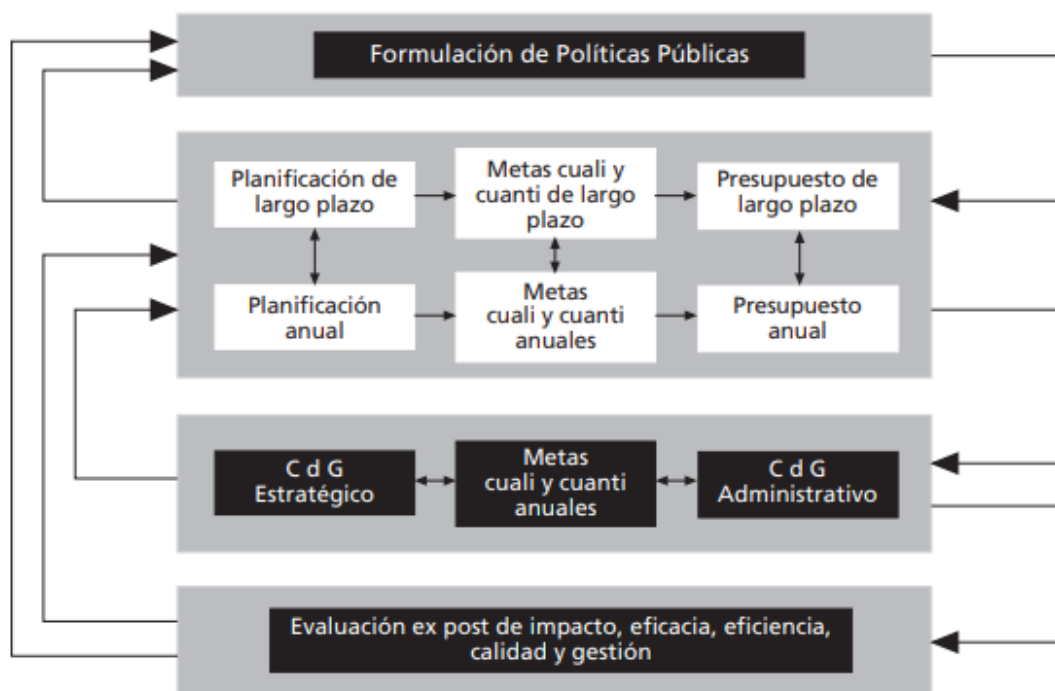 Formulación de Políticas Públicas
Planificación de
largo plazo
Metas cuali y
cuanti de largo
plazo
Presupuesto de
largo plazo
Planificación
anual
Metas
cuali y cuanti
anuales
Presupuesto
anual
C d G
Estratégico
Metas
cuali y cuanti
anuales
C d G
Administrativo
Evaluación ex post de impacto, eficacia, eficiencia,
calidad y gestión